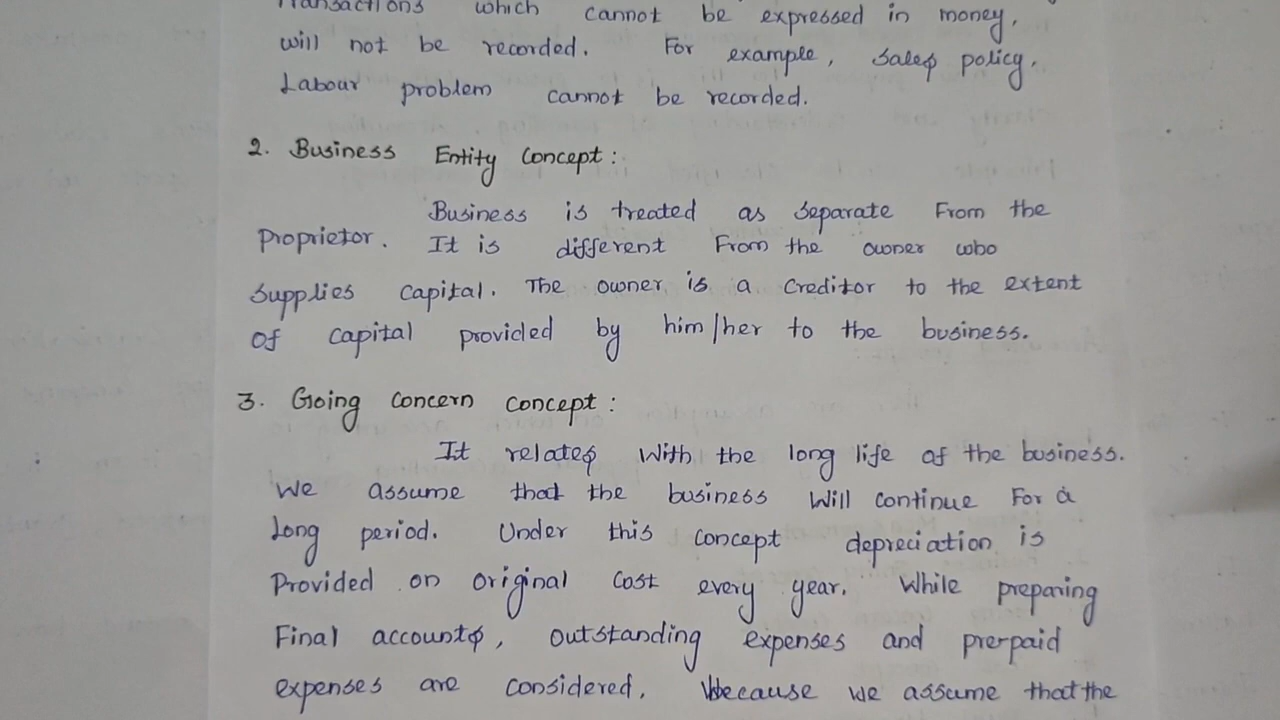 Transactions which cannot be expressed in money,
will not be recorded. For example, Sales policy,
Labour problem cannot be recorded.
2. Business Entity Concept:
Business is treated as separate From the
Proprietor. It is different From the owner who
Supplies Capital. The owner is a Creditor to the extent
of Capital provided by him/her to the business.
3. Going Concern Concept:
It relates With the long life of the business.
We assume that the business Will Continue For a
Long period. Under this Concept depreciation is
Provided on original Cost every year. While preparing
Final accounts, outstanding expenses and pre-paid
expenses are Considered. because we assume that the